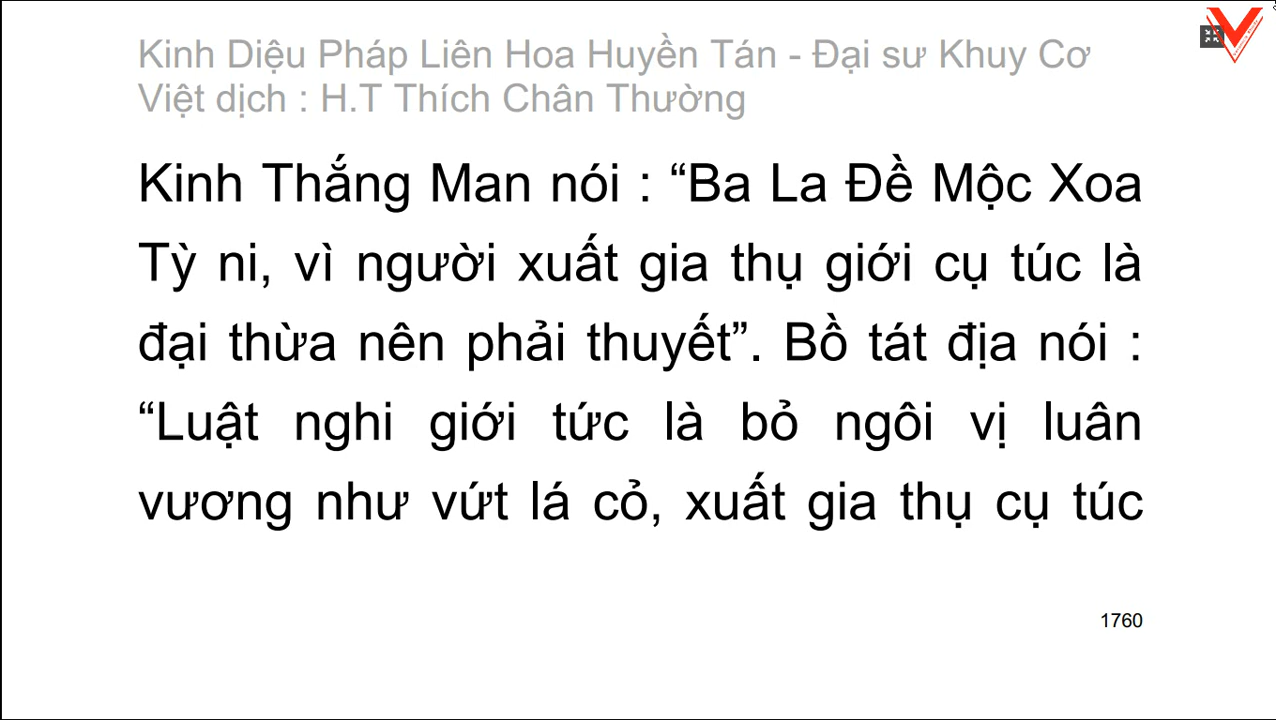 Kinh Diệu Pháp Liên Hoa Huyền Tán - Đại sư Khuy Cơ
Việt dịch : H.T Thích Chân Thường
Kinh Thắng Man nói : “Ba La Đề Mộc Xoa
Tỳ ni, vì người xuất gia thụ giới cụ túc là
đại thừa nên phải thuyết”. Bồ tát địa nói :
“Luật nghi giới tức là bỏ ngôi vị luân
vương như vứt lá cỏ, xuất gia thụ cụ túc
1760